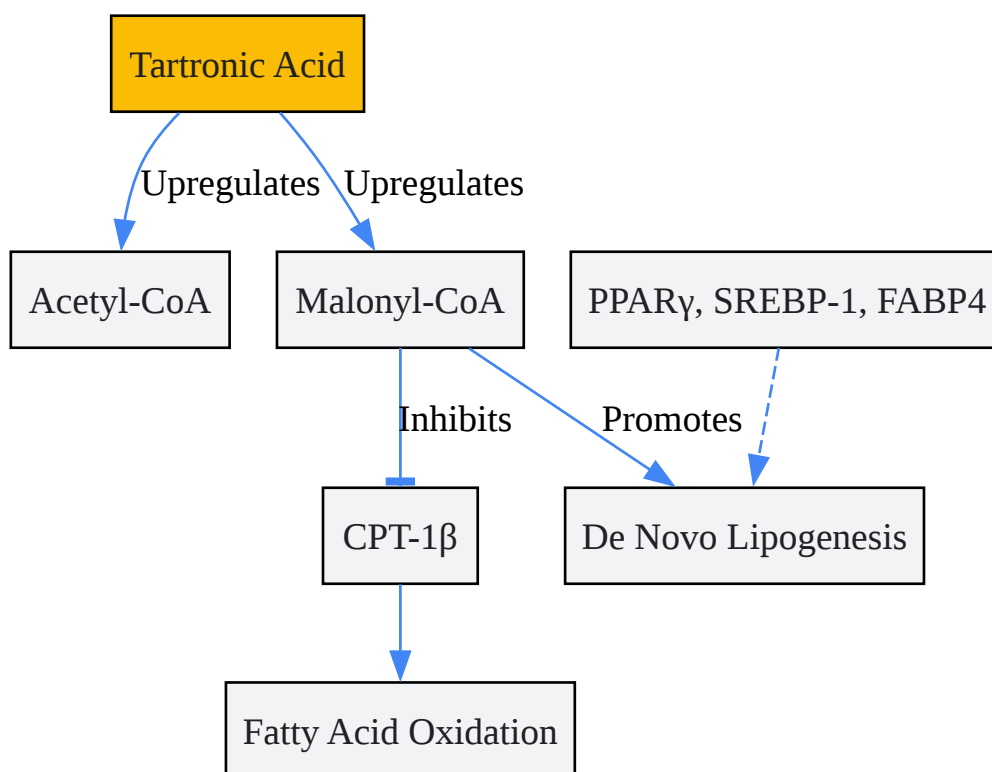 Tartronic Acid
Upregulates
Upregulates
Acetyl-CoA
Malonyl-CoA
PPARγ, SREBP-1, FABP4
Inhibits
Promotes
CPT-1β
De Novo Lipogenesis
Fatty Acid Oxidation